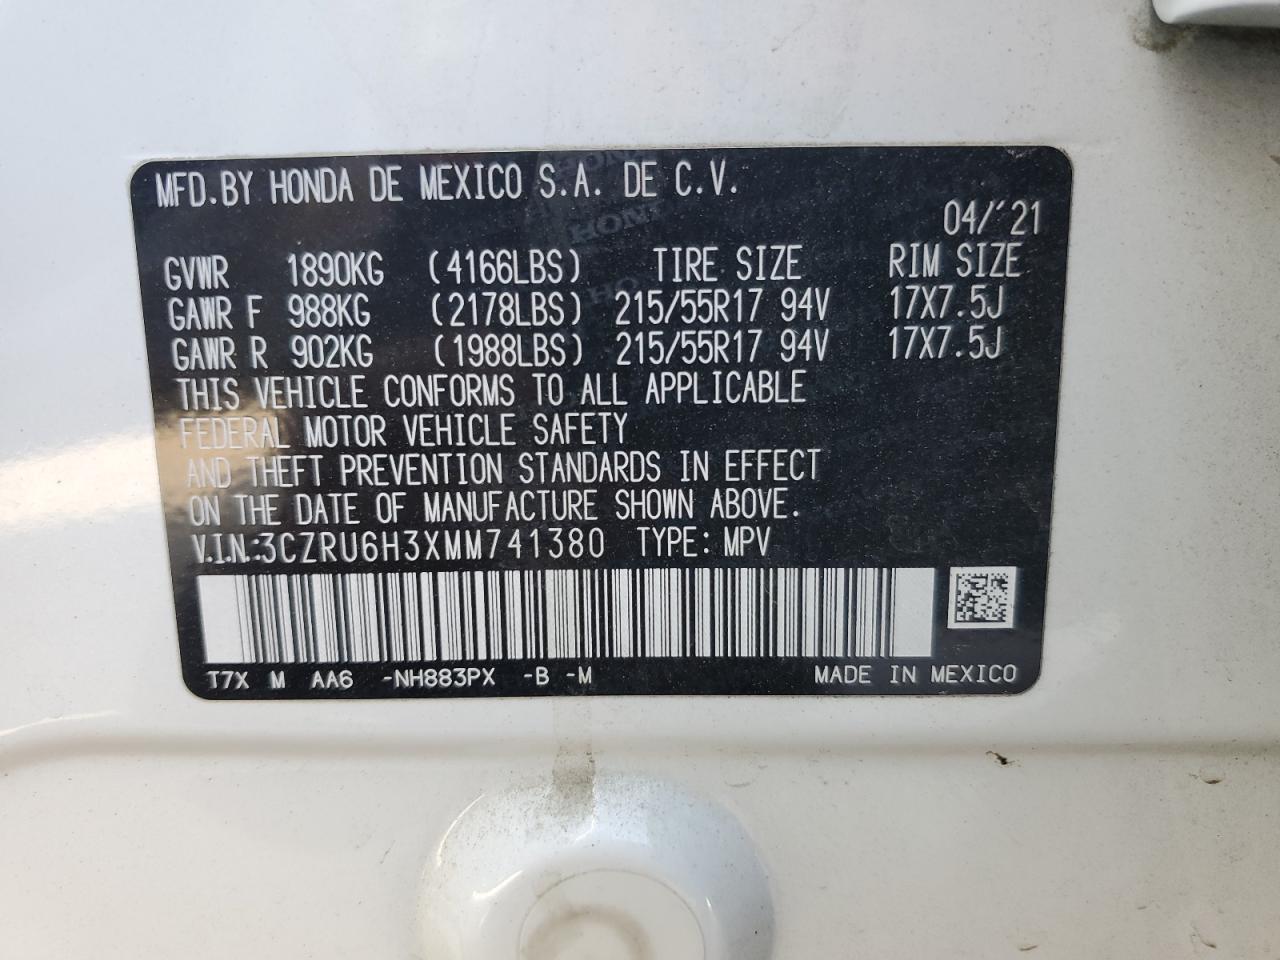 MFD.BY HONDA DE MEXICO S.A. DE C.V.
04/'21
GVWR 1890KG (4166LBS) TIRE SIZE RIM SIZE
GAWR F 988KG (2178LBS) 215/55R17 94V 17X7.5J
GAWR R 902KG (1988LBS) 215/55R17 94V 17X7.5J
THIS VEHICLE CONFORMS TO ALL APPLICABLE
FEDERAL MOTOR VEHICLE SAFETY
AND THEFT PREVENTION STANDARDS IN EFFECT
ON THE DATE OF MANUFACTURE SHOWN ABOVE.
V.I.N.:3CZRU6H3XMM741380 TYPE: MPV
T7X M AA6 -NH883PX -B -M MADE IN MEXICO